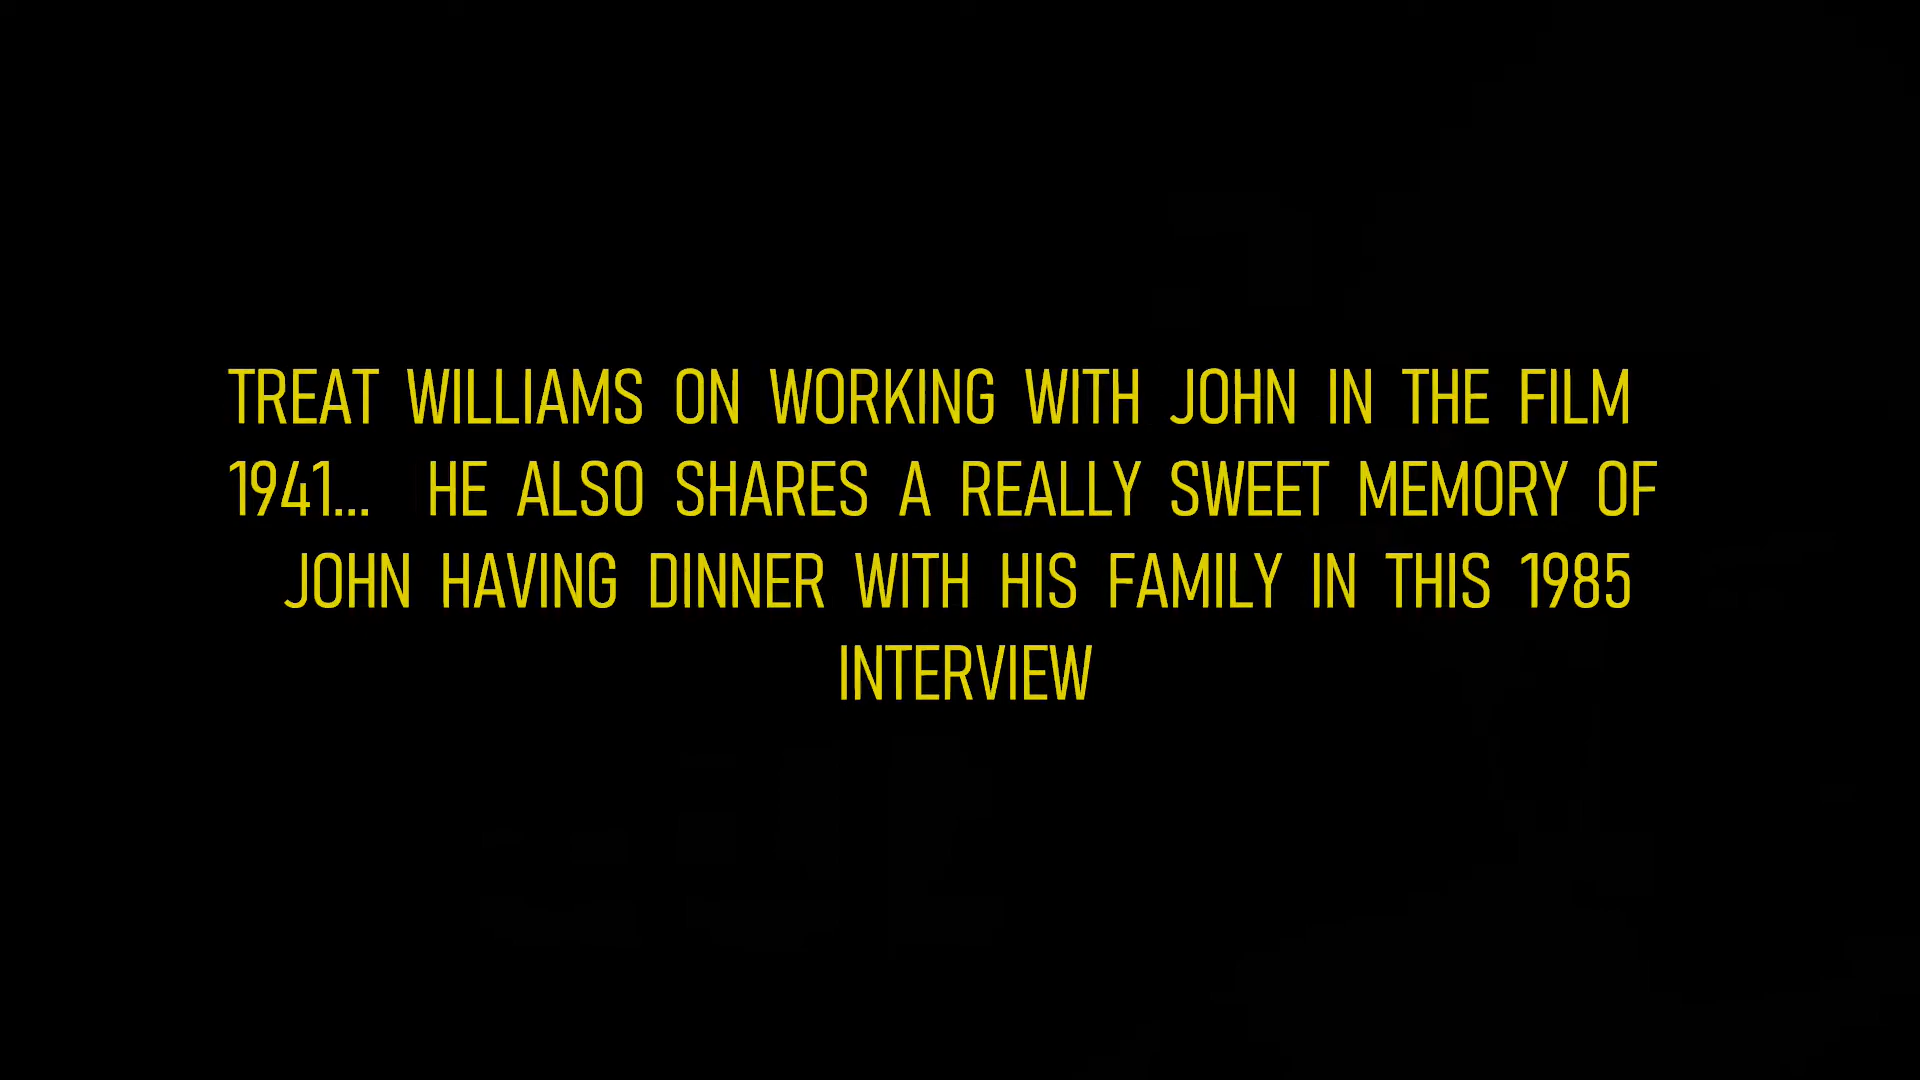 TREAT WILLIAMS ON WORKING WITH JOHN IN THE FILM
1941... HE ALSO SHARES A REALLY SWEET MEMORY OF
JOHN HAVING DINNER WITH HIS FAMILY IN THIS 1985
INTERVIEW